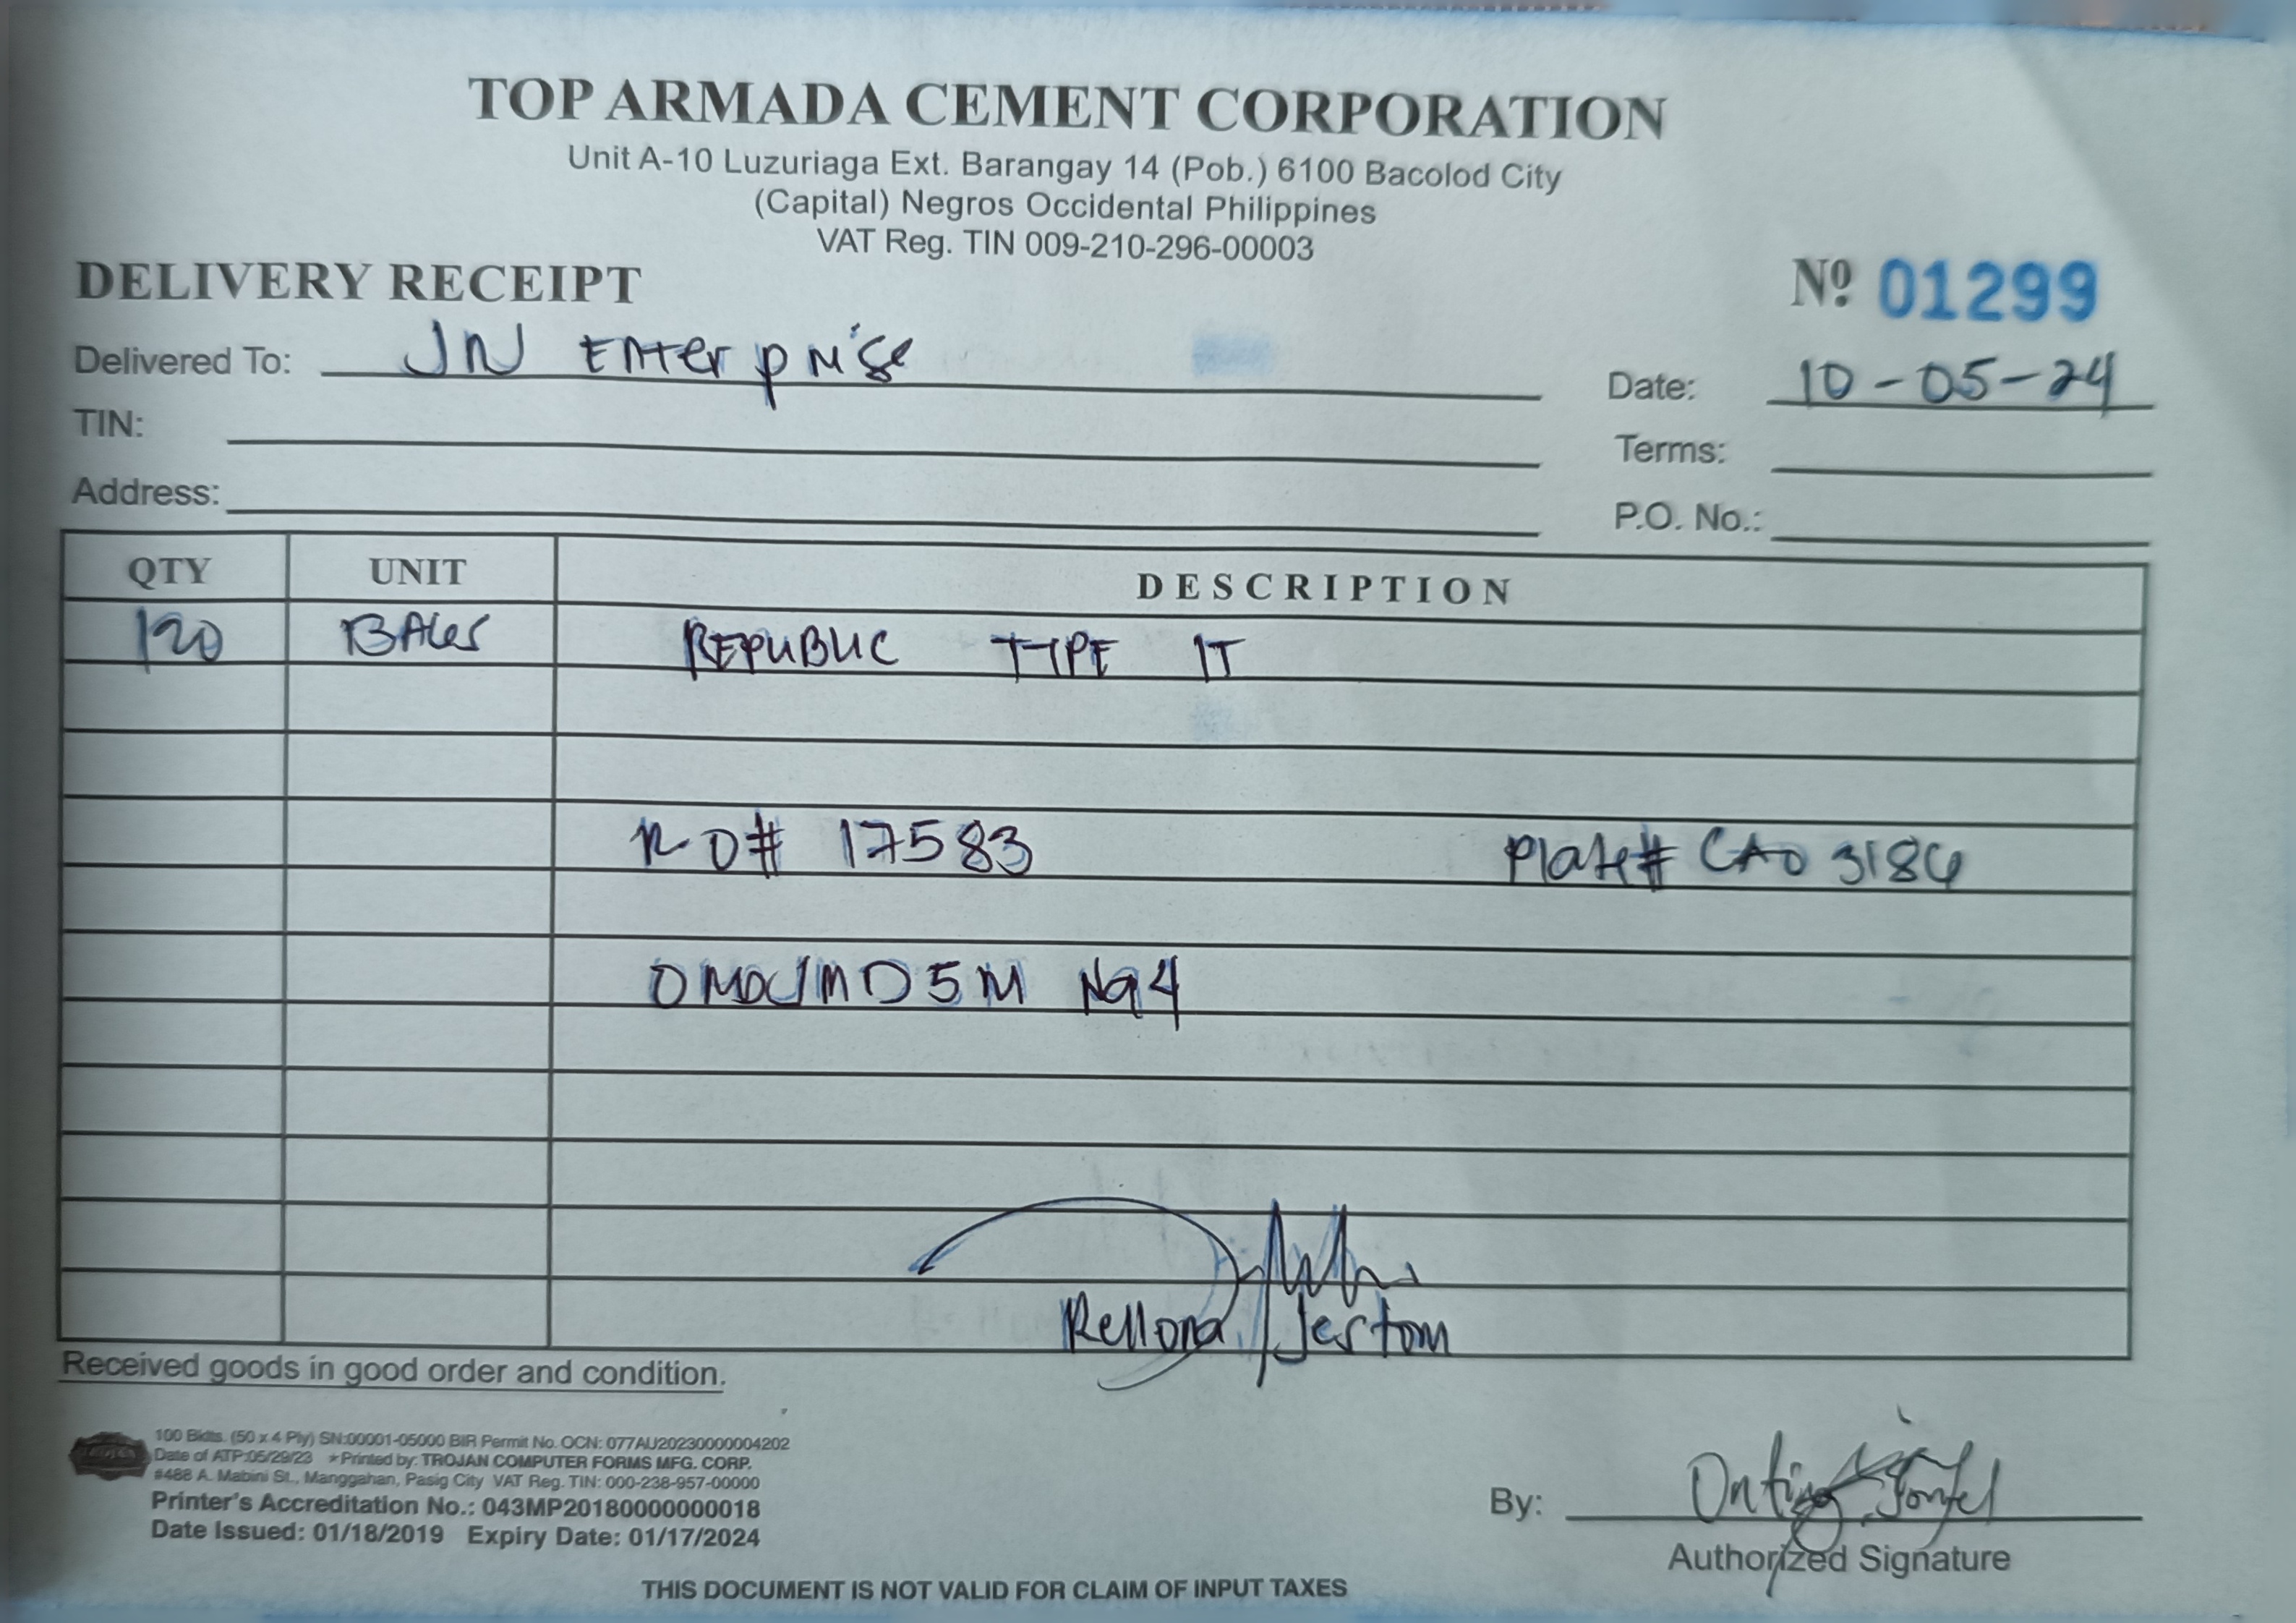 TOP ARMADA CEMENT CORPORATION
Unit A-10 Luzuriaga Ext. Barangay 14 (Pob.) 6100 Bacolod City
(Capital) Negros Occidental Philippines
VAT Reg. TIN 009-210-296-00003
DELIVERY RECEIPT
Nº 01299
Delivered To: JN Enterprise
Date: 10-05-24
TIN:
Terms:
Address:
P.O. No.:
QTY UNIT DESCRIPTION
120 REPUBLIC TYPE 1T
RO# 17583 Plate# CAO 3186
Rellona Jestom
Received goods in good order and condition.
100 Bklts. (50 x 4 Ply) SN:00001-05000 BIR Permit No. OCN: 077AU20230000004202
Date of ATP:05/29/23 ★Printed by: TROJAN COMPUTER FORMS MFG. CORP.
#488 A. Mabini St., Manggahan, Pasig City VAT Reg. TIN: 000-238-957-00000
Printer's Accreditation No.: 043MP20180000000018
Date Issued: 01/18/2019 Expiry Date: 01/17/2024
By:
Authorized Signature
THIS DOCUMENT IS NOT VALID FOR CLAIM OF INPUT TAXES